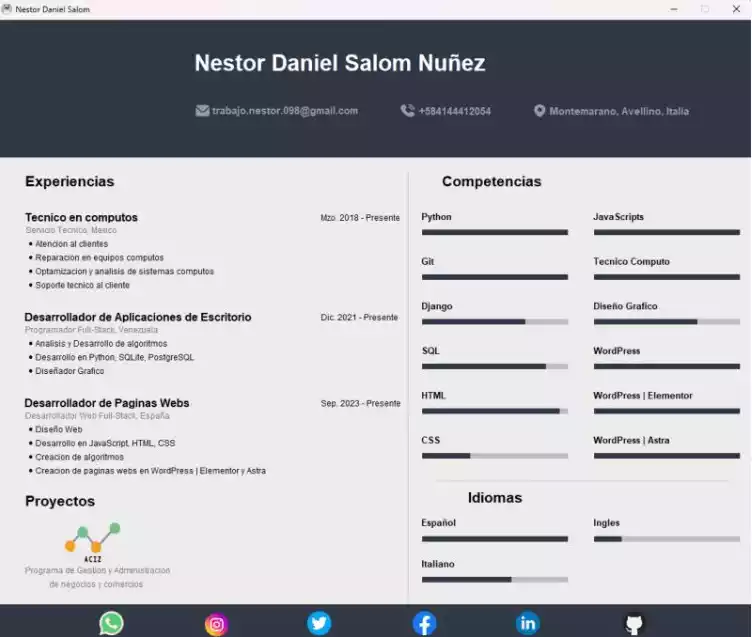 Nestor Daniel Salom
Nestor Daniel Salom Nuñez
trabajo.nestor.098@gmail.com
+584144412054
Montemarano, Avellino, Italia
Experiencias
Tecnico en computos
Mzo. 2018 - Presente
Servicio Tecnico, Mexico
• Atencion al clientes
• Reparacion en equipos computos
• Optamizacion y analisis de sistemas computos
• Soporte tecnico al cliente
Desarrollador de Aplicaciones de Escritorio
Dic. 2021 - Presente
Programador Full-Stack, Venezuela
• Analisis y Desarrollo de algoritmos
• Desarrollo en Python, SQLite, PostgreSQL
• Diseñador Grafico
Desarrollador de Paginas Webs
Sep. 2023 - Presente
Desarrollador Web Full-Stack, España
• Diseño Web
• Desarrollo en JavaScript, HTML, CSS
• Creacion de algoritmos
• Creacion de paginas webs en WordPress | Elementor y Astra
Proyectos
ACIZ
Programa de Gestion y Administracion
de negocios y comercios
Competencias
Python
JavaScripts
Git
Tecnico Computo
Django
Diseño Grafico
SQL
WordPress
HTML
WordPress | Elementor
CSS
WordPress | Astra
Idiomas
Español
Ingles
Italiano
in